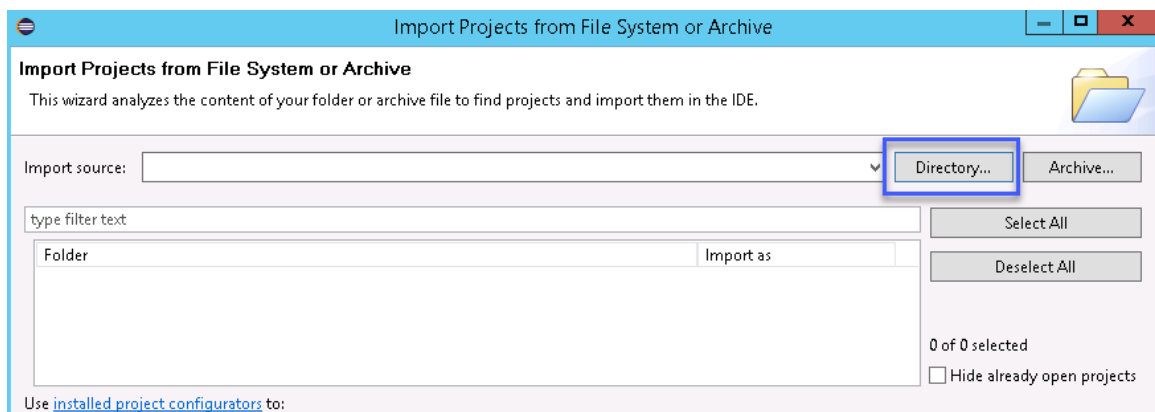 Import Projects from File System or Archive
Import Projects from File System or Archive
This wizard analyzes the content of your folder or archive file to find projects and import them in the IDE.
Import source: Directory... Archive...
type filter text Select All
Folder Import as
Deselect All
0 of 0 selected
Hide already open projects
Use installed project configurators to: